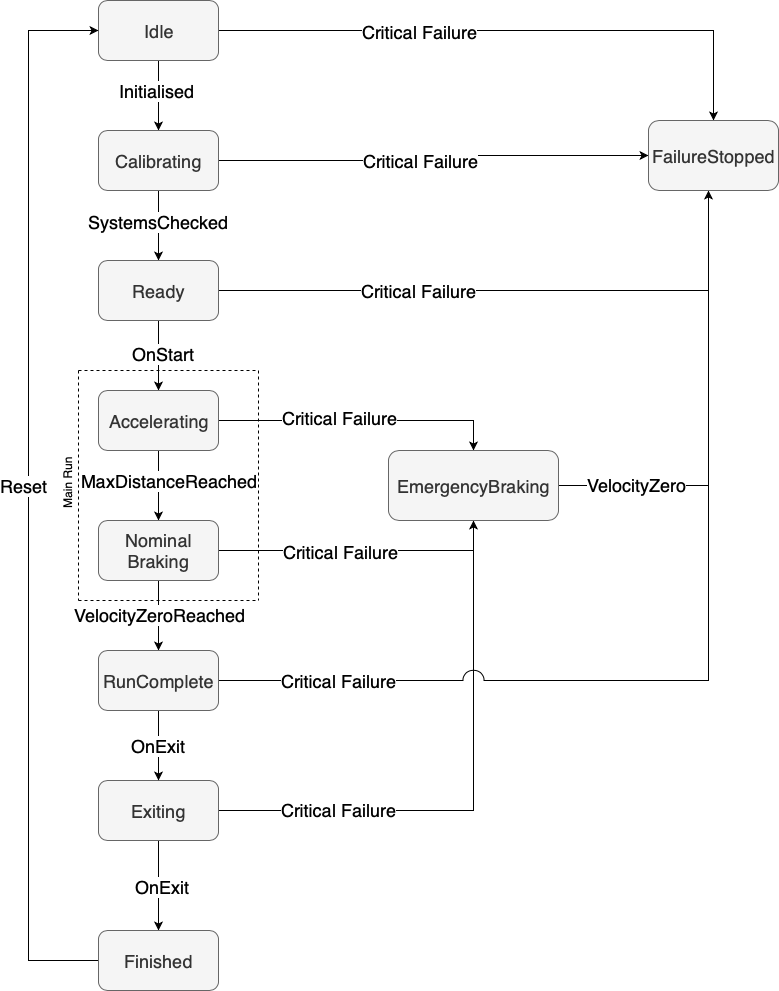 Idle
Critical Failure
Initialised
Calibrating
Critical Failure
FailureStopped
SystemsChecked
Ready
Critical Failure
OnStart
Main Run
Accelerating
Critical Failure
MaxDistanceReached
EmergencyBraking
VelocityZero
Reset
Nominal
Braking
Critical Failure
VelocityZeroReached
RunComplete
Critical Failure
OnExit
Exiting
Critical Failure
OnExit
Finished